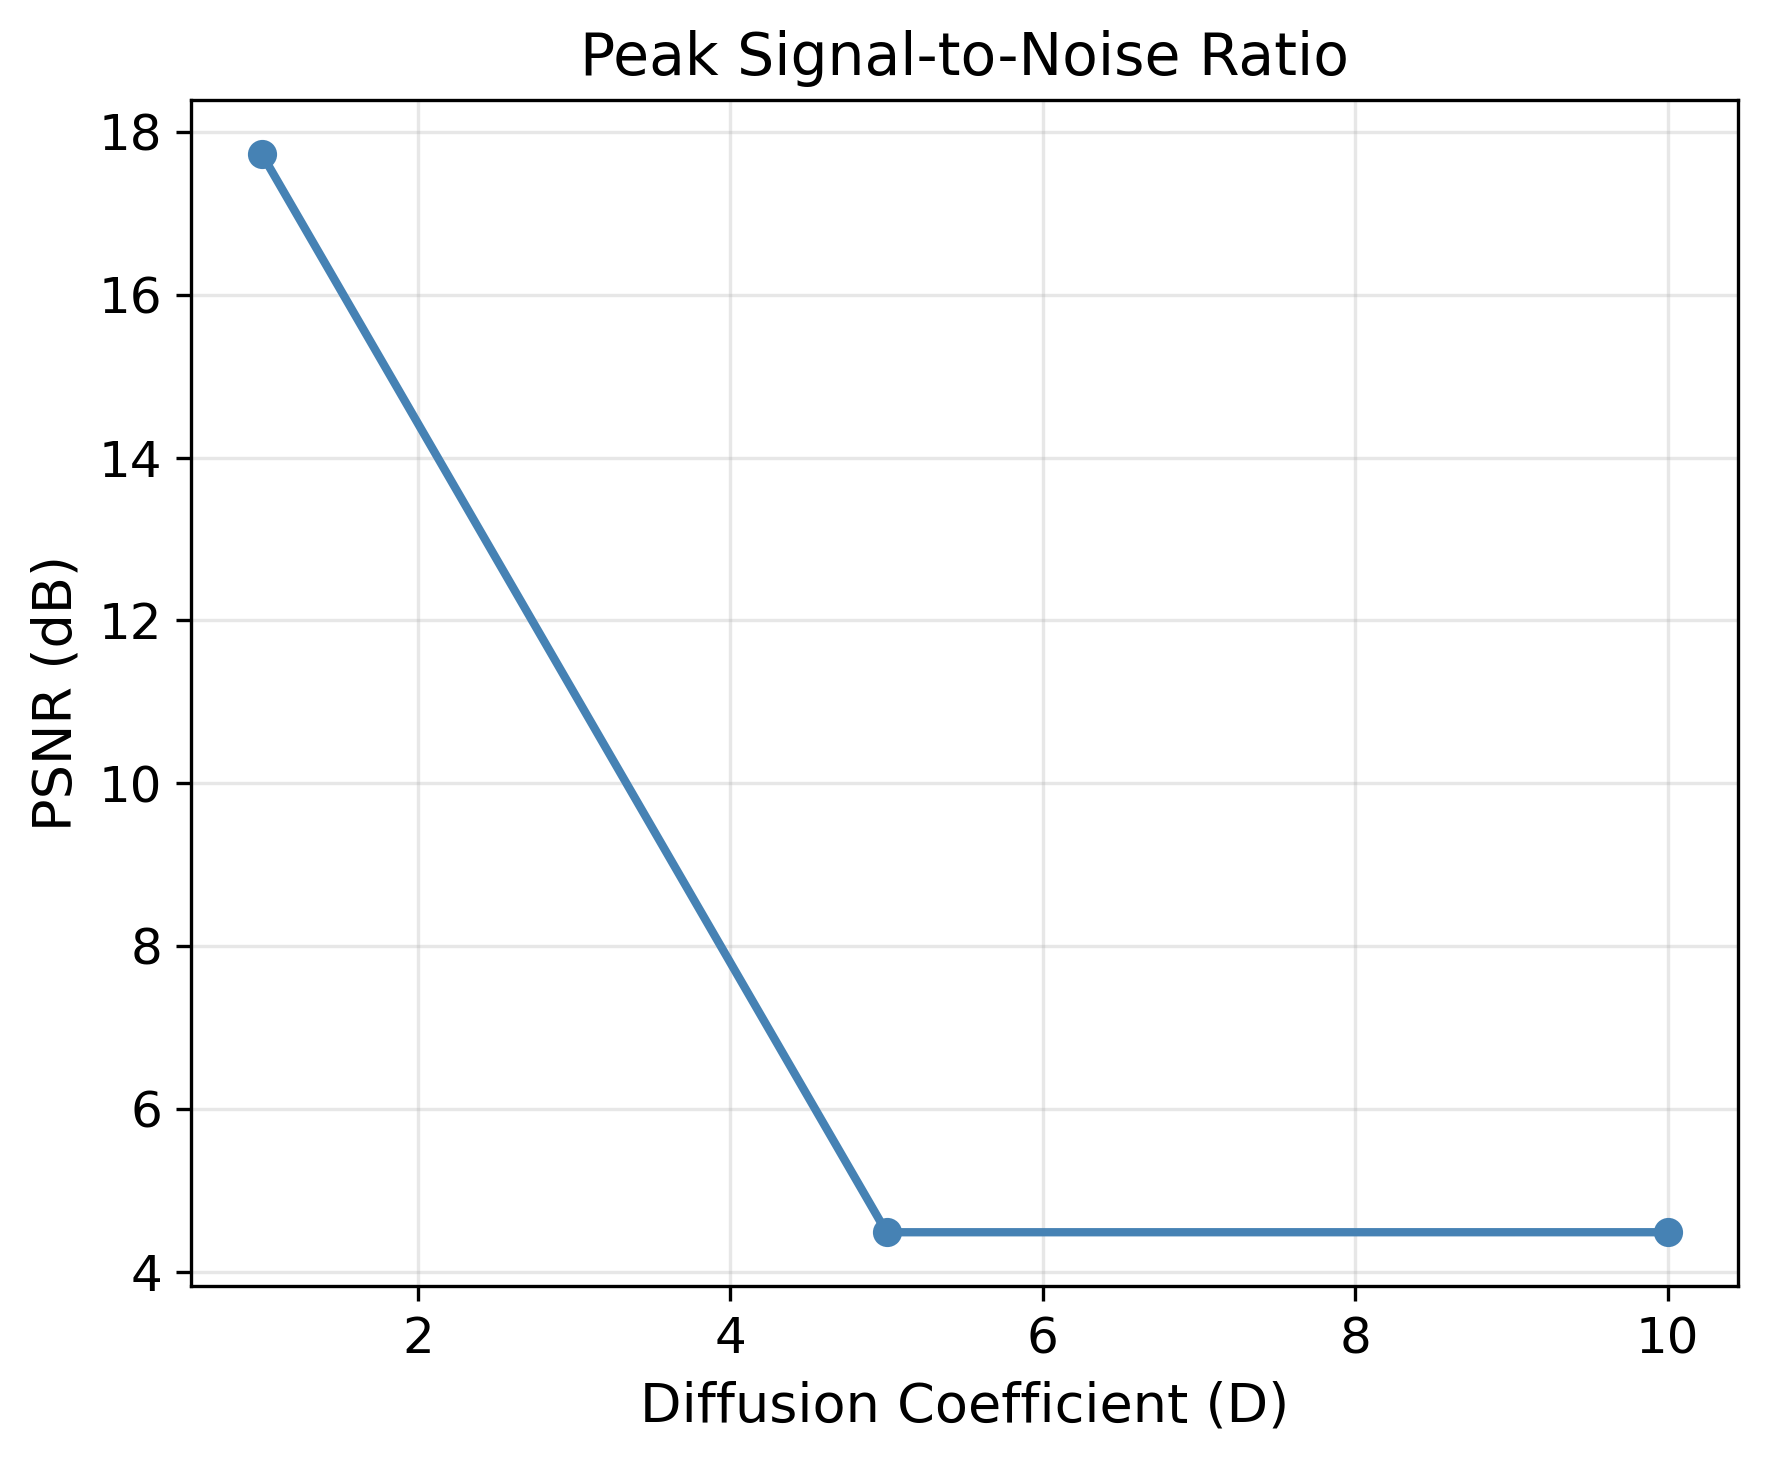 Peak Signal-to-Noise Ratio
18
16
14
12
10
8
6
4
PSNR (dB)
2 4 6 8 10
Diffusion Coefficient (D)